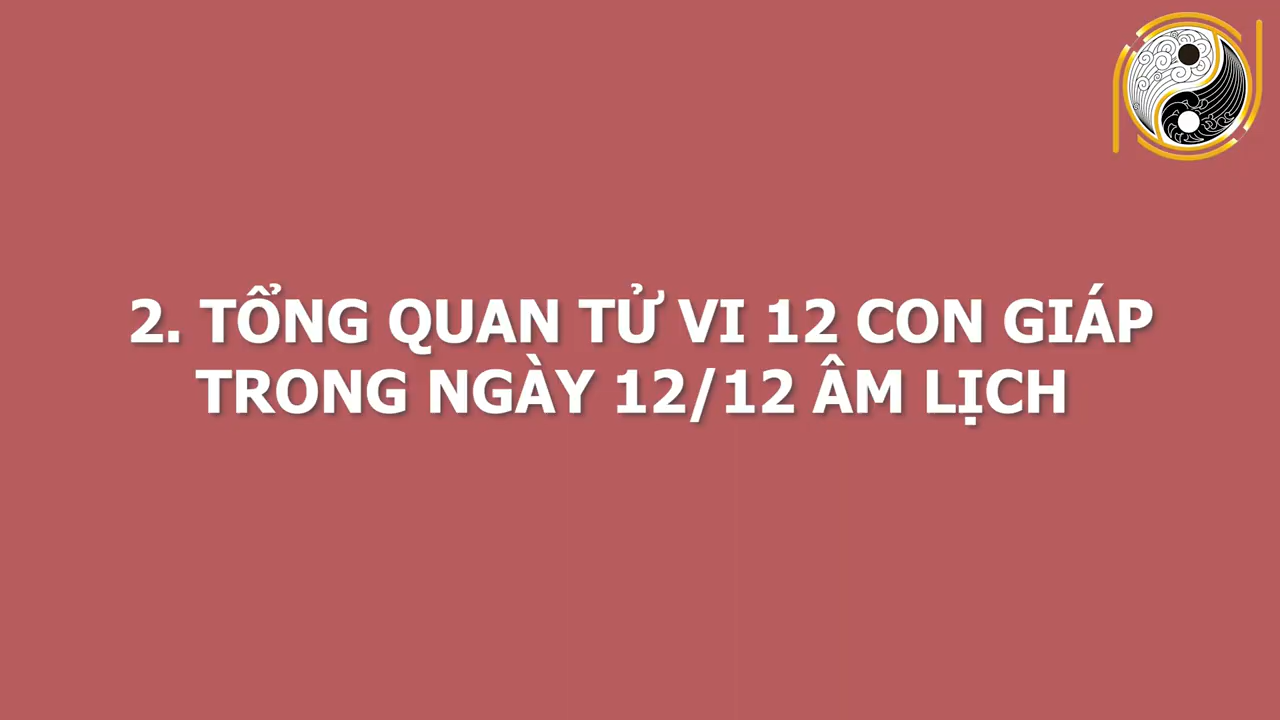 2. TỔNG QUAN TỬ VI 12 CON GIÁP
TRONG NGÀY 12/12 ÂM LỊCH